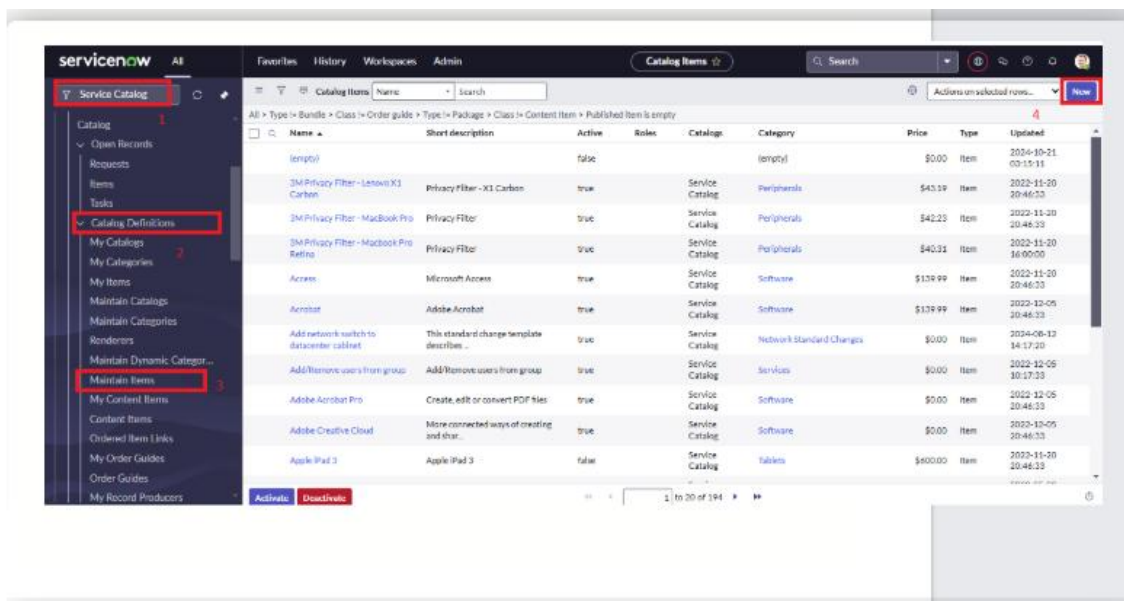 servicenow All Favorites History Workspaces Admin Catalog Items Search
Service Catalog
1
Catalog
Open Records
Requests
Items
Tasks
Catalog Definitions
2
My Catalogs
My Categories
My Items
Maintain Catalogs
Maintain Categories
Renderers
Maintain Dynamic Categor...
Maintain Items
3
My Content Items
Content Items
Ordered Item Links
My Order Guides
Order Guides
My Record Producers
Catalog Items Name Search Actions on selected rows... New
4
All > Type != Bundle > Class != Order guide > Type != Package > Class != Content Item > Published Item is empty
Name Short description Active Roles Catalogs Category Price Type Updated
(empty) false (empty) $0.00 Item 2024-10-21
03:15:11
3M Privacy Filter - Lenovo X1 Carbon Privacy Filter - X1 Carbon true Service Catalog Peripherals Item 2022-11-20
20:46:33
3M Privacy Filter - MacBook Pro Privacy Filter true Service Catalog Peripherals $42.23 Item 2022-11-20
20:46:33
3M Privacy Filter - Macbook Pro Retina Privacy Filter true Service Catalog Peripherals $40.31 Item 2022-11-20
16:00:00
Access Microsoft Access true Service Catalog Software $139.99 Item 2022-11-20
20:46:33
Acrobat Adobe Acrobat true Service Catalog Software $139.99 Item 2022-12-05
20:46:33
Add network switch to datacenter cabinet This standard change template describes ... true Service Catalog Network Standard Changes $0.00 Item 2024-08-12
14:17:20
Add/Remove users from group Add/Remove users from group true Service Catalog Services $0.00 Item 2022-12-05
10:17:33
Adobe Acrobat Pro Create, edit or convert PDF files true Service Catalog Software $0.00 Item 2022-12-05
20:46:33
Adobe Creative Cloud More connected ways of creating and shar... true Service Catalog Software $0.00 Item 2022-12-05
20:46:33
Apple iPad 3 Apple iPad 3 false Service Catalog Tablets $600.00 Item 2022-11-20
20:46:33
Activate Deactivate 1 to 20 of 194